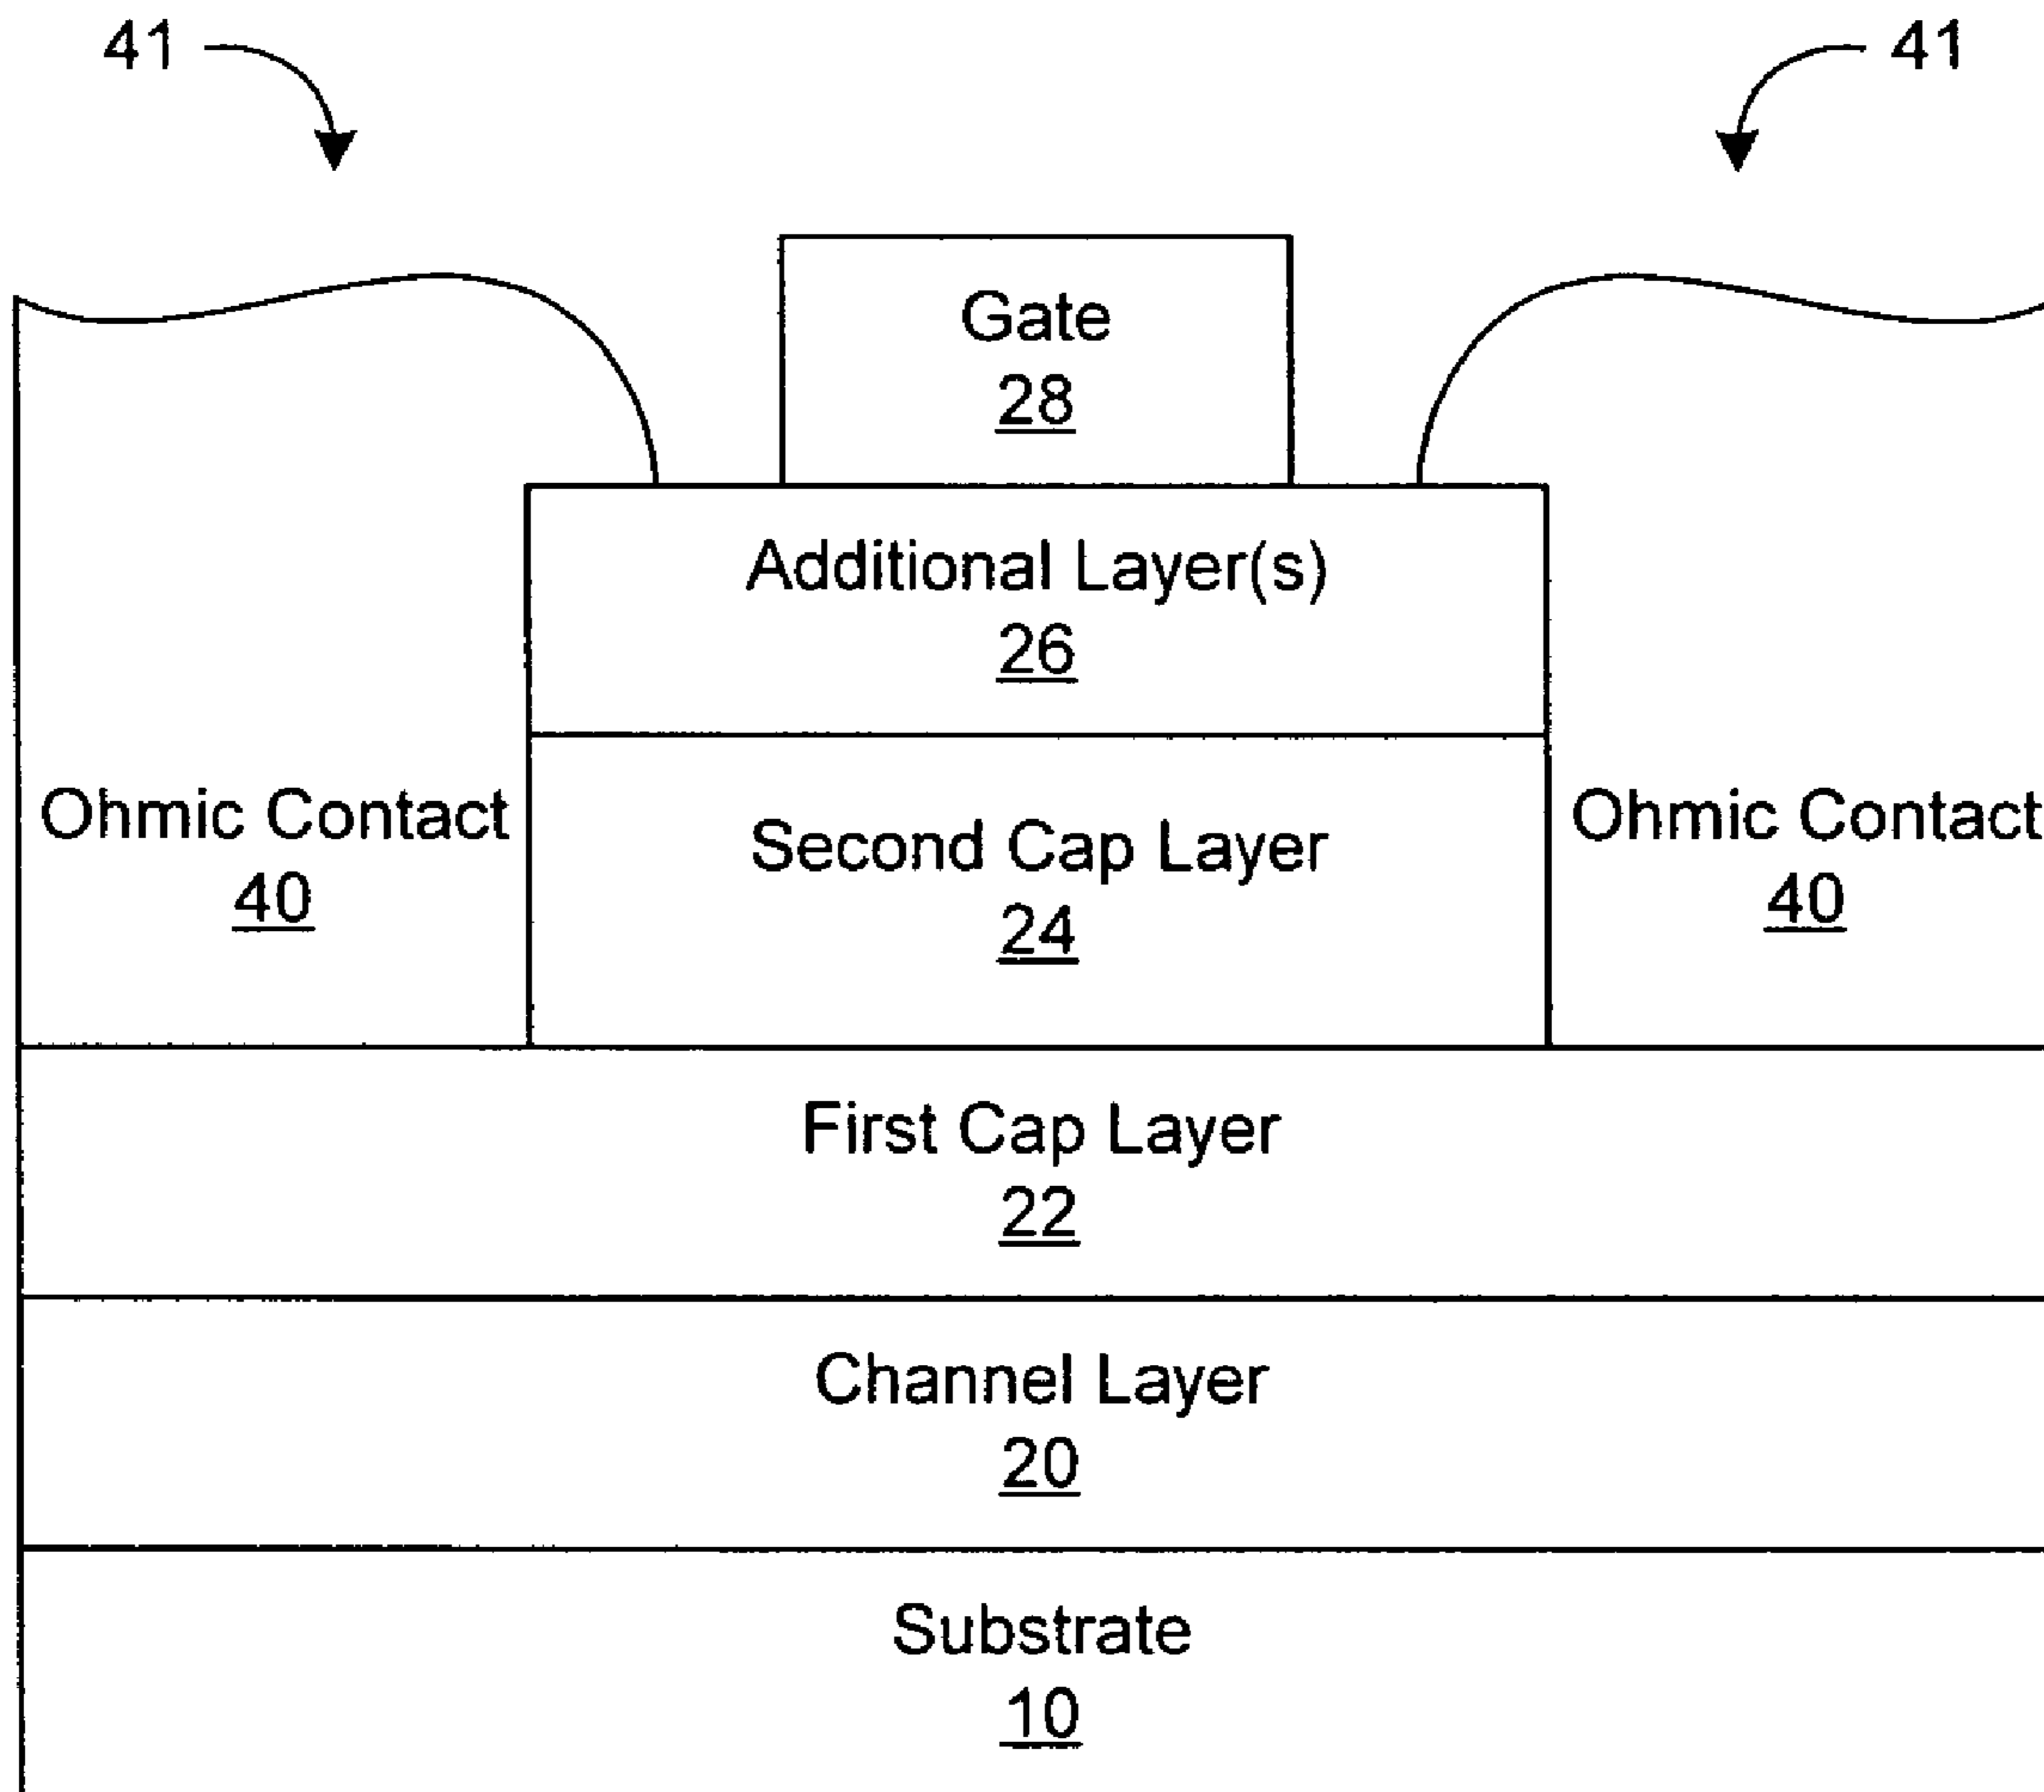 41
41
Gate
28
Additional Layer(s)
26
Ohmic Contact
40
Second Cap Layer
24
Ohmic Contact
40
First Cap Layer
22
Channel Layer
20
Substrate
10